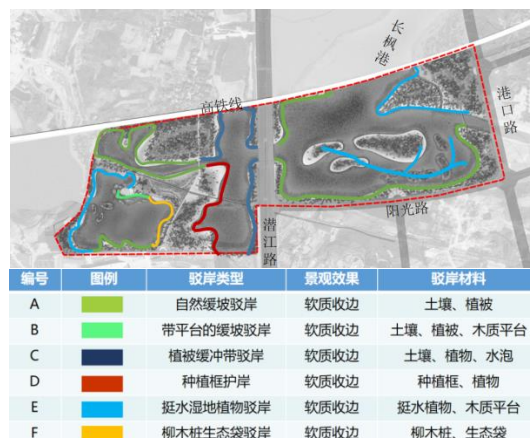 长枫港
港口路
高铁线
阳光路
潜江路
编号 图例 驳岸类型 景观效果 驳岸材料
A 自然缓坡驳岸 软质收边 土壤、植被
B 带平台的缓坡驳岸 软质收边 土壤、植被、木质平台
C 植被缓冲带驳岸 软质收边 土壤、植物、水泡
D 种植框护岸 软质收边 种植框、植物
E 挺水湿地植物驳岸 软质收边 挺水植物、木质平台
F 柳木桩生态袋驳岸 软质收边 柳木桩、生态袋